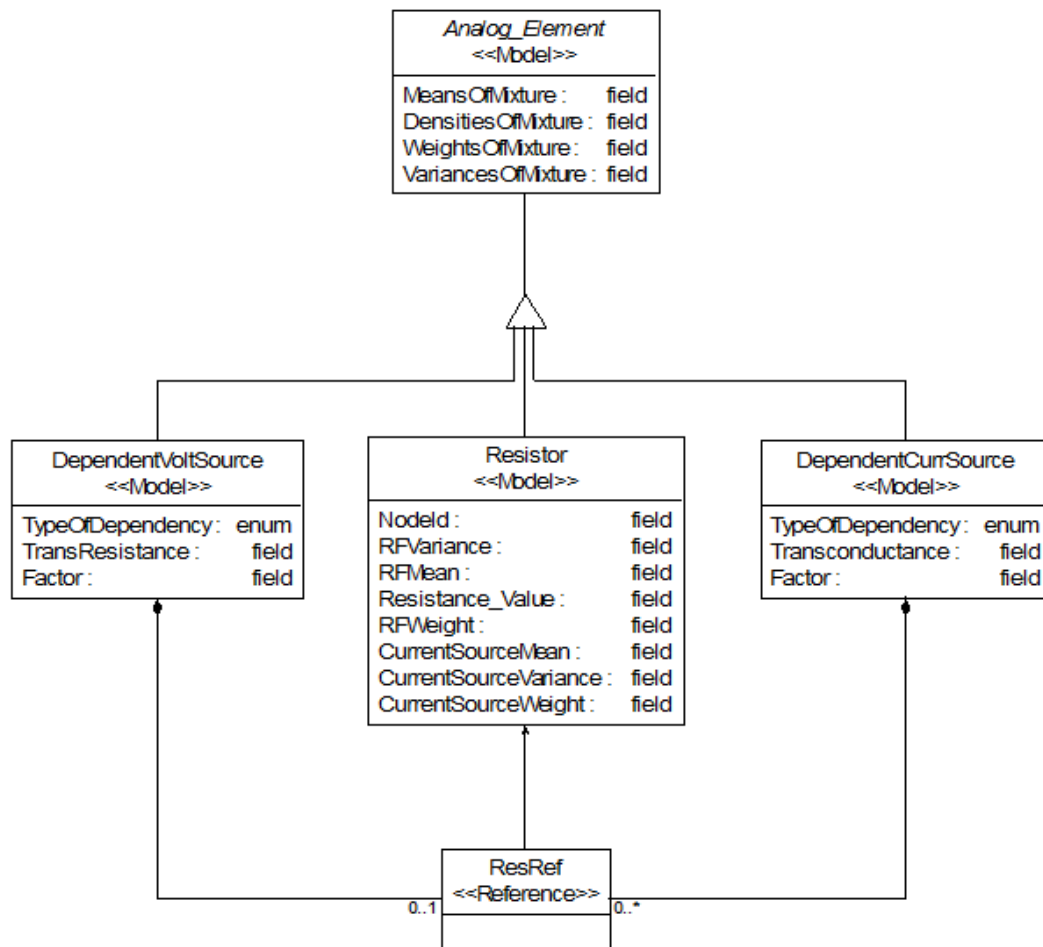 Analog_Element
<<Model>>
MeansOfMixture : field
DensitiesOfMixture : field
WeightsOfMixture : field
VariancesOfMixture : field
DependentVoltSource
<<Model>>
TypeOfDependency : enum
TransResistance : field
Factor : field
Resistor
<<Model>>
NodeId : field
RFVariance : field
RFMean : field
Resistance_Value : field
RFWeight : field
CurrentSourceMean : field
CurrentSourceVariance : field
CurrentSourceWeight : field
DependentCurrSource
<<Model>>
TypeOfDependency : enum
Transconductance : field
Factor : field
ResRef
<<Reference>>
0..1
0..*